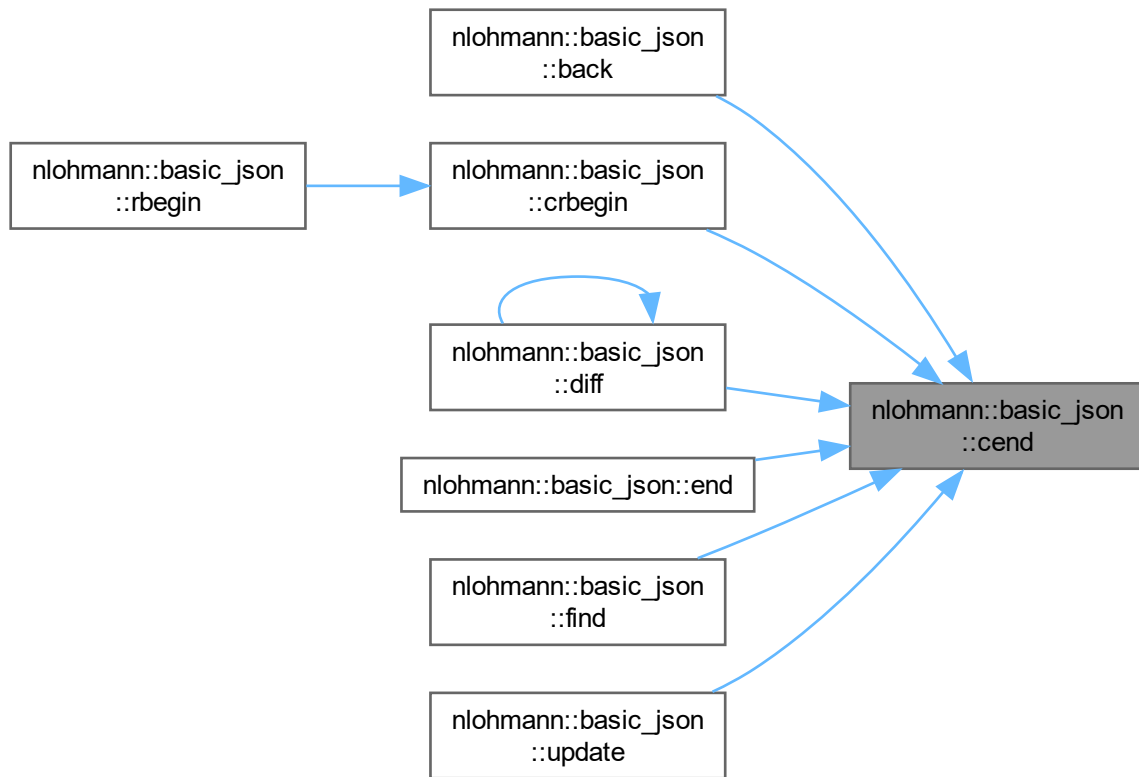 nlohmann::basic_json
::back
nlohmann::basic_json
::rbegin
nlohmann::basic_json
::crbegin
nlohmann::basic_json
::diff
nlohmann::basic_json
::cend
nlohmann::basic_json::end
nlohmann::basic_json
::find
nlohmann::basic_json
::update